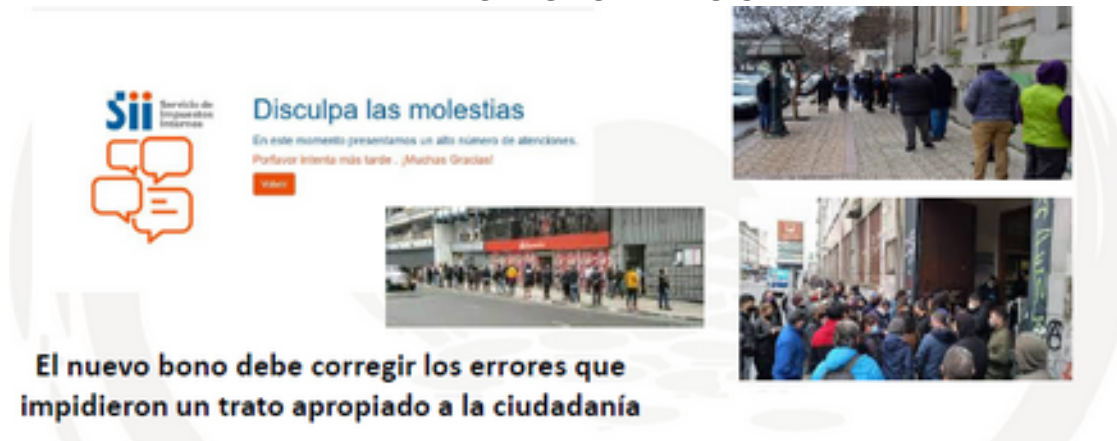 Sii Servicio de
Impuestos
Internos
Disculpa las molestias
En este momento presentamos un alto número de atenciones.
Porfavor intenta más tarde . ¡Muchas Gracias!
Volver
El nuevo bono debe corregir los errores que
impidieron un trato apropiado a la ciudadanía